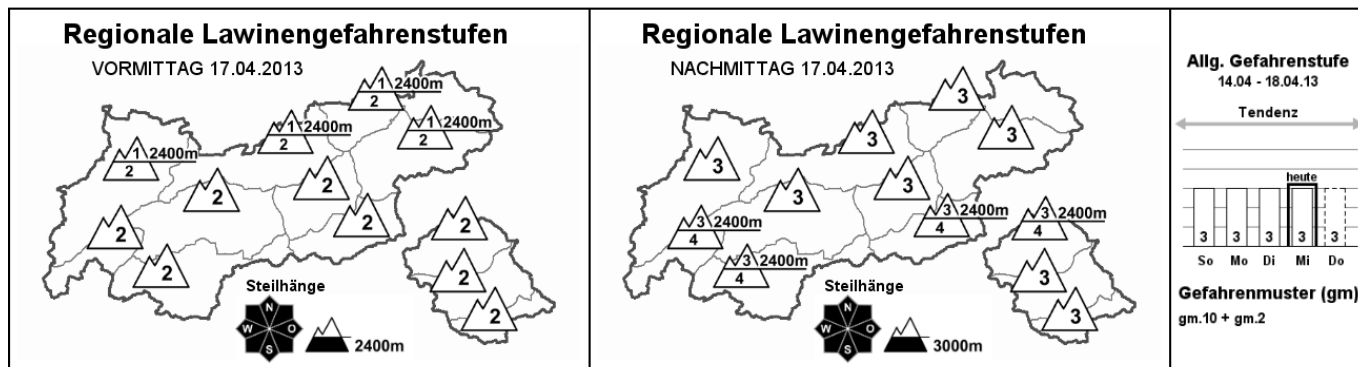 Regionale Lawinengefahrenstufen
VORMITTAG 17.04.2013
1 2400m
2
1 2400m
2
1 2400m
2
1 2400m
2
2
2
2
2
2
2
2
2
Steilhänge
N
W O
S
2400m
Regionale Lawinengefahrenstufen
NACHMITTAG 17.04.2013
3
3
3
3
3
3
3 2400m
4
3 2400m
4
3 2400m
4
3 2400m
4
3
3
Steilhänge
N
W O
S
3000m
Allg. Gefahrenstufe
14.04 - 18.04.13
Tendenz
heute
3 3 3 3 3
So Mo Di Mi Do
Gefahrenmuster (gm)
gm.10 + gm.2